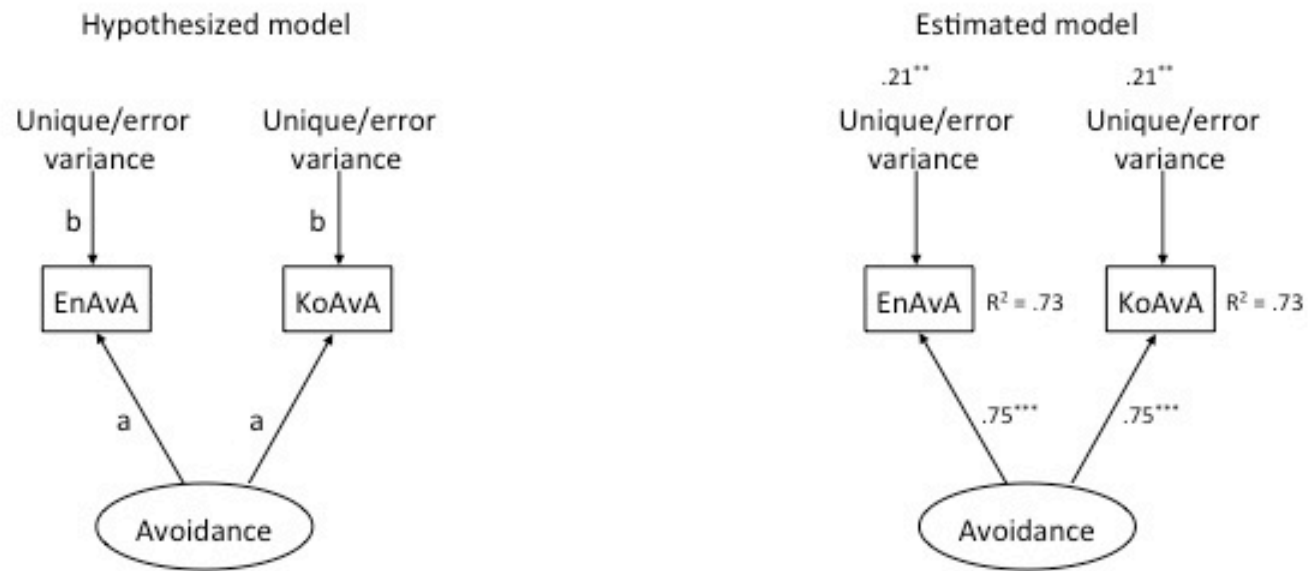 Hypothesized model
Unique/error
variance
Unique/error
variance
b
b
EnAvA
KoAvA
a
a
Avoidance
Estimated model
.21**
.21**
Unique/error
variance
Unique/error
variance
EnAvA
R² = .73
KoAvA
R² = .73
.75***
.75***
Avoidance